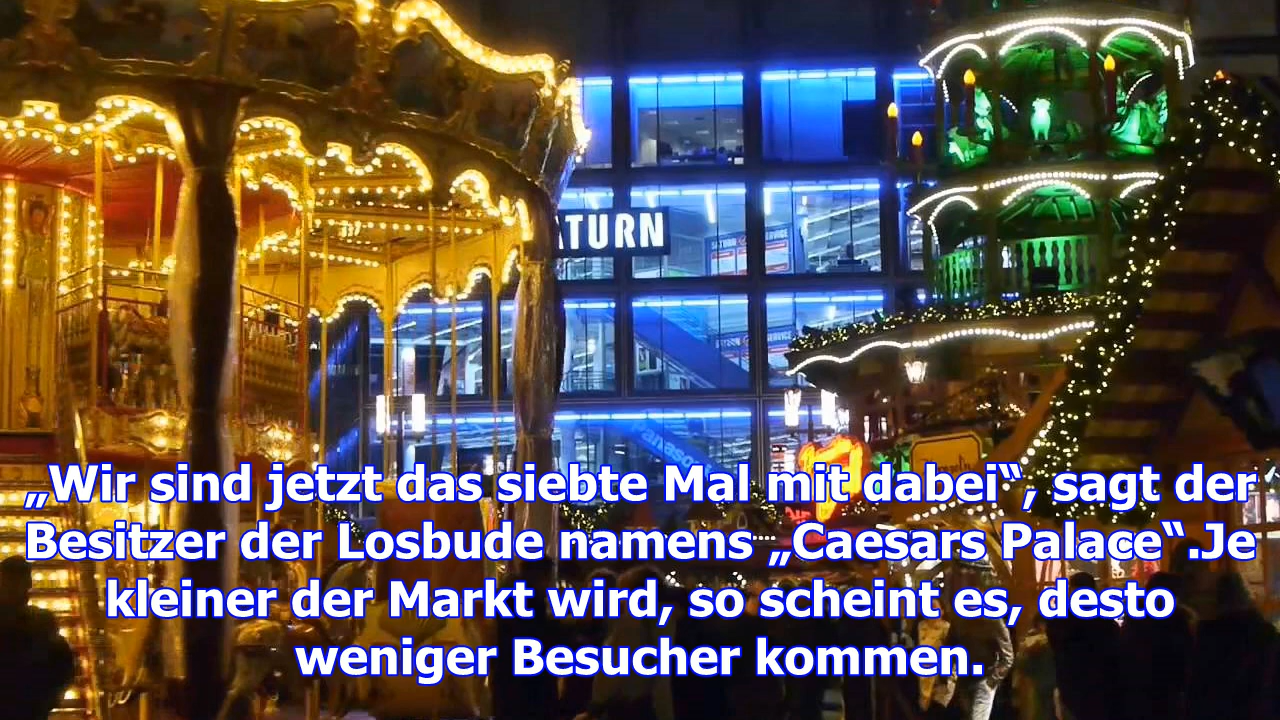 ATURN
Panasonic
„Wir sind jetzt das siebte Mal mit dabei“, sagt der
Besitzer der Losbude namens „Caesars Palace“.Je
kleiner der Markt wird, so scheint es, desto
weniger Besucher kommen.